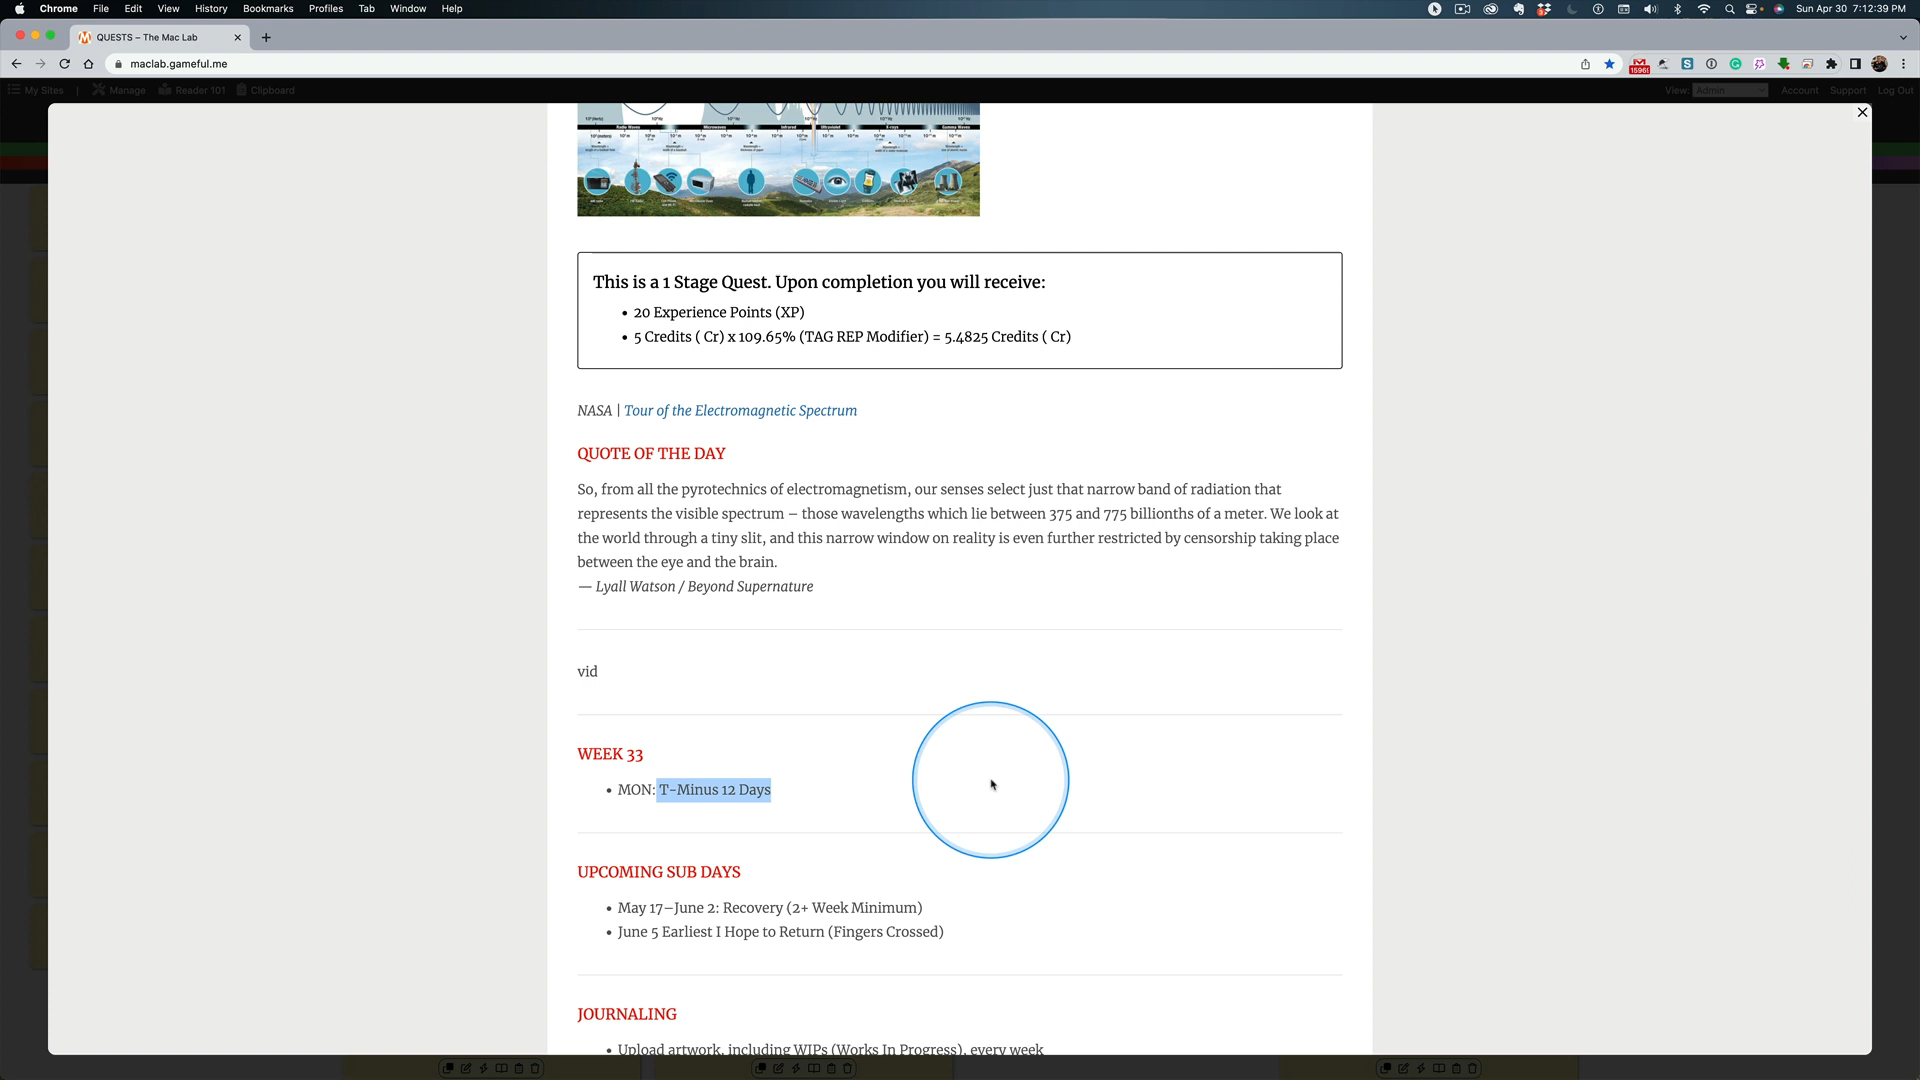 Chrome File Edit View History Bookmarks Profiles Tab Window Help
Sun Apr 30 7:12:39 PM
QUESTS – The Mac Lab
maclab.gameful.me
My Sites | Manage Reader 101 Clipboard
View: Admin Account Support Log Out
Radio Waves Microwaves Infrared Ultraviolet X-rays Gamma Waves
This is a 1 Stage Quest. Upon completion you will receive:
• 20 Experience Points (XP)
• 5 Credits ( Cr) x 109.65% (TAG REP Modifier) = 5.4825 Credits ( Cr)
NASA | Tour of the Electromagnetic Spectrum
QUOTE OF THE DAY
So, from all the pyrotechnics of electromagnetism, our senses select just that narrow band of radiation that
represents the visible spectrum – those wavelengths which lie between 375 and 775 billionths of a meter. We look at
the world through a tiny slit, and this narrow window on reality is even further restricted by censorship taking place
between the eye and the brain.
— Lyall Watson / Beyond Supernature
vid
WEEK 33
• MON: T-Minus 12 Days
UPCOMING SUB DAYS
• May 17–June 2: Recovery (2+ Week Minimum)
• June 5 Earliest I Hope to Return (Fingers Crossed)
JOURNALING
• Upload artwork, including WIPs (Works In Progress), every week